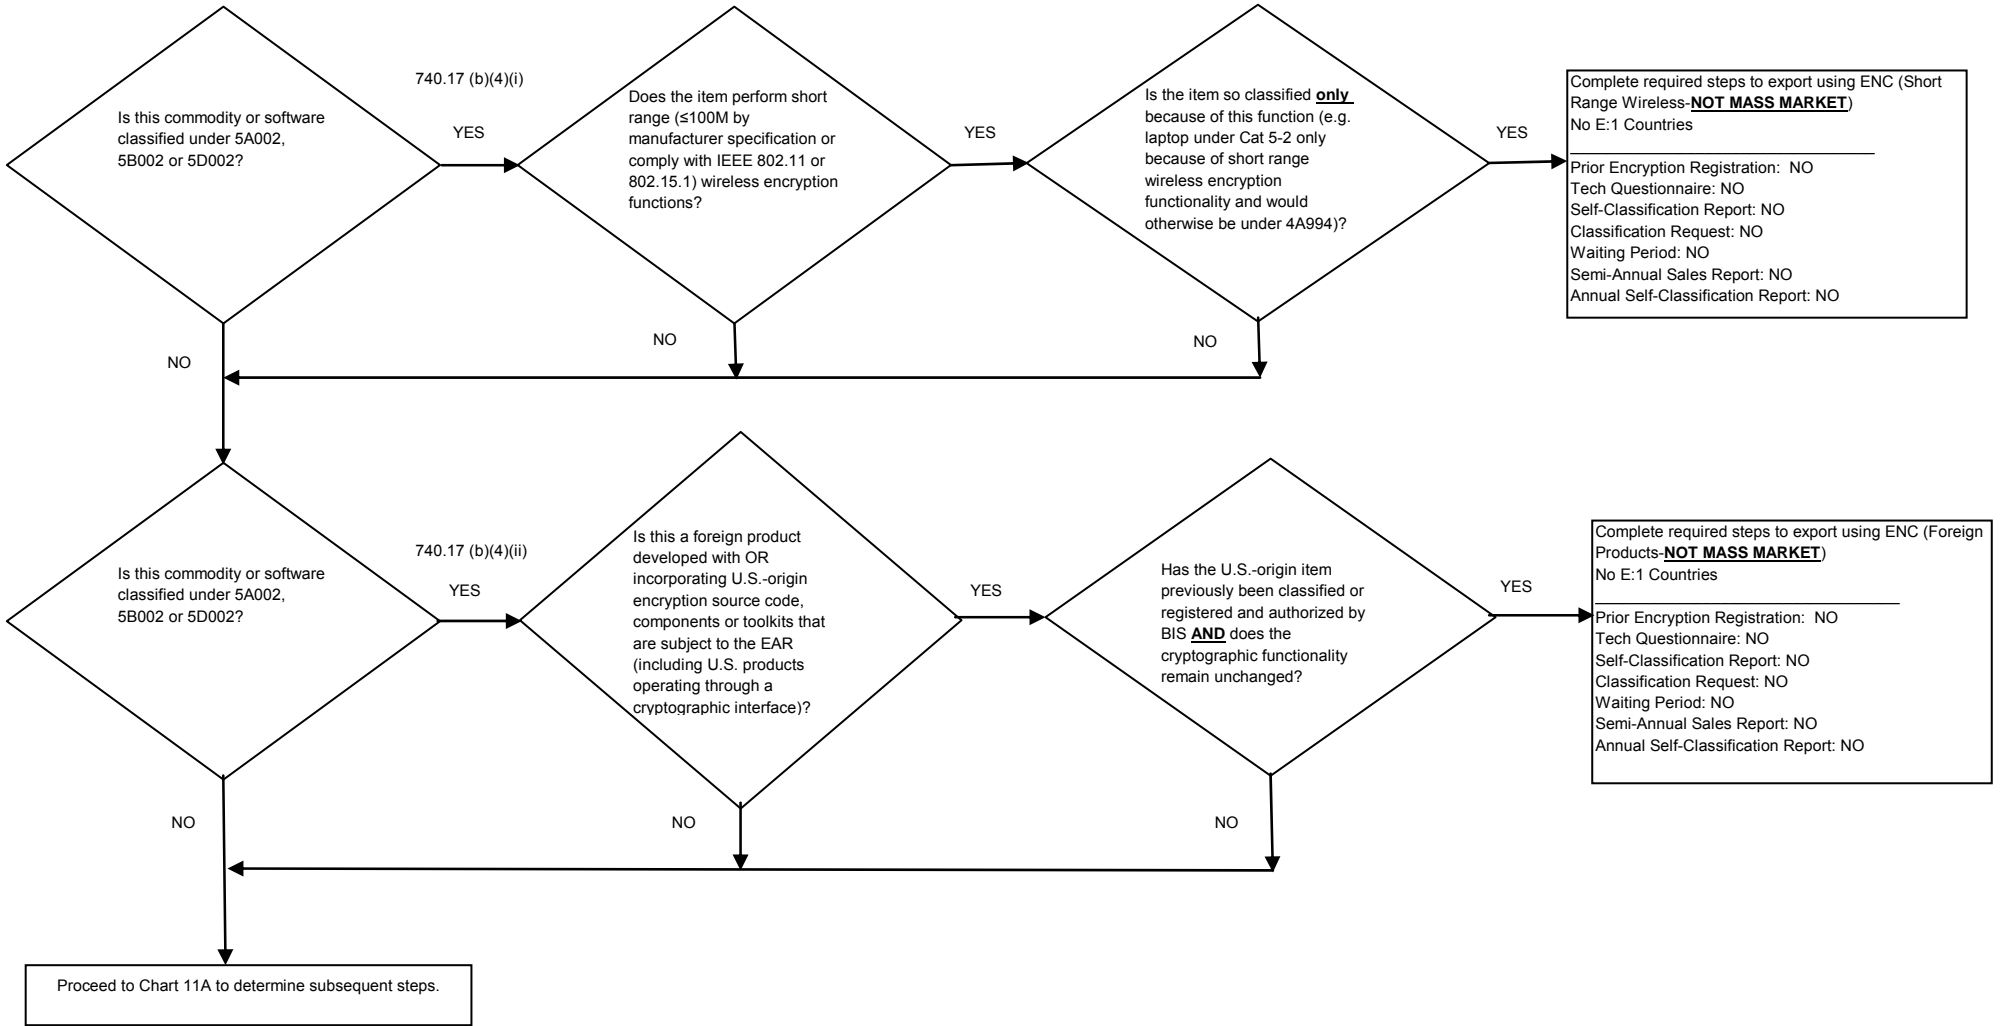 Is this commodity or software
classified under 5A002,
5B002 or 5D002?
740.17 (b)(4)(i)
YES
Does the item perform short
range (≤100M by
manufacturer specification or
comply with IEEE 802.11 or
802.15.1) wireless encryption
functions?
YES
Is the item so classified only
because of this function (e.g.
laptop under Cat 5-2 only
because of short range
wireless encryption
functionality and would
otherwise be under 4A994)?
YES
Complete required steps to export using ENC (Short
Range Wireless-NOT MASS MARKET)
No E:1 Countries
Prior Encryption Registration: NO
Tech Questionnaire: NO
Self-Classification Report: NO
Classification Request: NO
Waiting Period: NO
Semi-Annual Sales Report: NO
Annual Self-Classification Report: NO
NO
NO
NO
Is this commodity or software
classified under 5A002,
5B002 or 5D002?
740.17 (b)(4)(ii)
YES
Is this a foreign product
developed with OR
incorporating U.S.-origin
encryption source code,
components or toolkits that
are subject to the EAR
(including U.S. products
operating through a
cryptographic interface)?
YES
Has the U.S.-origin item
previously been classified or
registered and authorized by
BIS AND does the
cryptographic functionality
remain unchanged?
YES
Complete required steps to export using ENC (Foreign
Products-NOT MASS MARKET)
No E:1 Countries
Prior Encryption Registration: NO
Tech Questionnaire: NO
Self-Classification Report: NO
Classification Request: NO
Waiting Period: NO
Semi-Annual Sales Report: NO
Annual Self-Classification Report: NO
NO
NO
NO
Proceed to Chart 11A to determine subsequent steps.